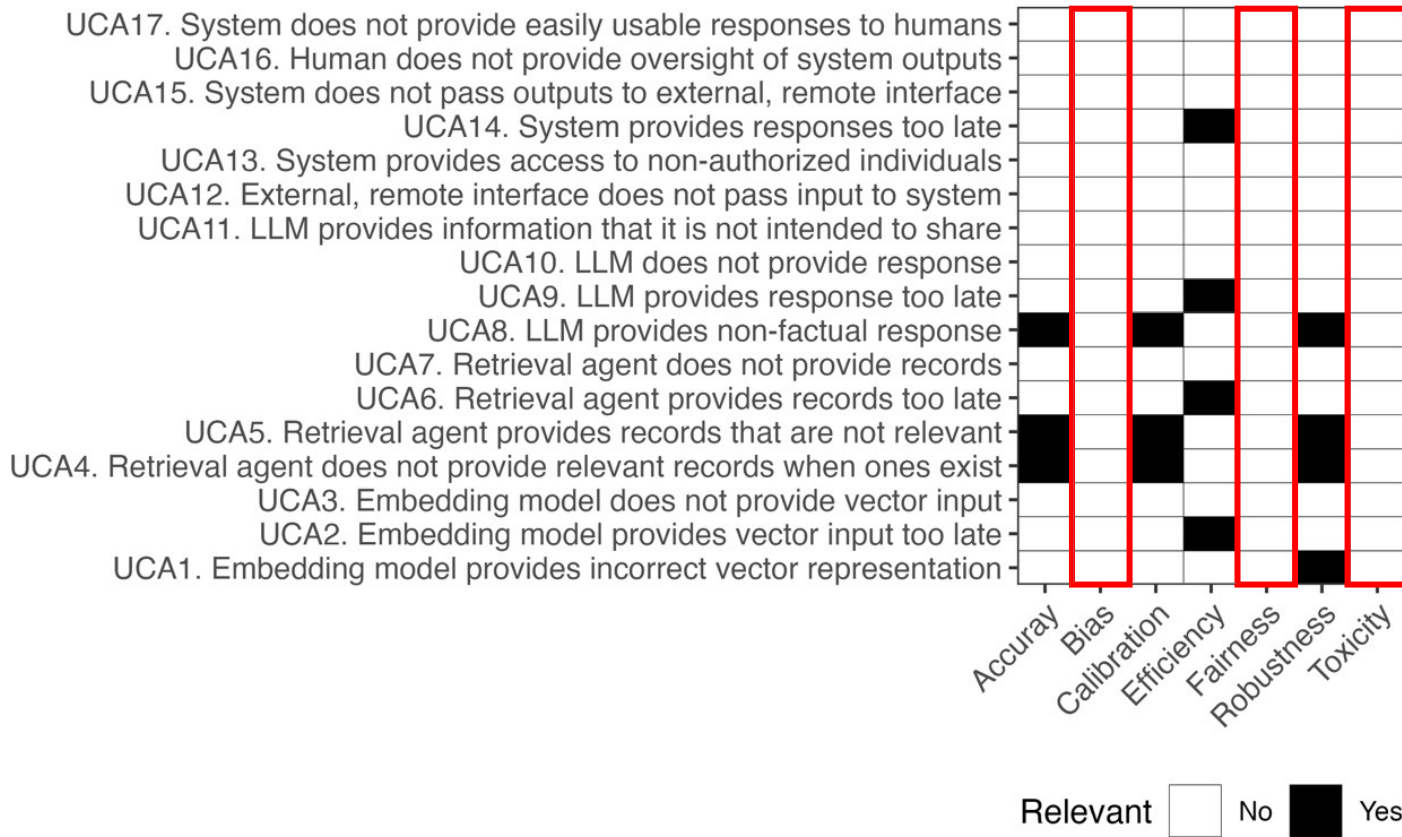 UCA17. System does not provide easily usable responses to humans
UCA16. Human does not provide oversight of system outputs
UCA15. System does not pass outputs to external, remote interface
UCA14. System provides responses too late
UCA13. System provides access to non-authorized individuals
UCA12. External, remote interface does not pass input to system
UCA11. LLM provides information that it is not intended to share
UCA10. LLM does not provide response
UCA9. LLM provides response too late
UCA8. LLM provides non-factual response
UCA7. Retrieval agent does not provide records
UCA6. Retrieval agent provides records too late
UCA5. Retrieval agent provides records that are not relevant
UCA4. Retrieval agent does not provide relevant records when ones exist
UCA3. Embedding model does not provide vector input
UCA2. Embedding model provides vector input too late
UCA1. Embedding model provides incorrect vector representation
Accuray
Bias
Calibration
Efficiency
Fairness
Robustness
Toxicity
Relevant No Yes